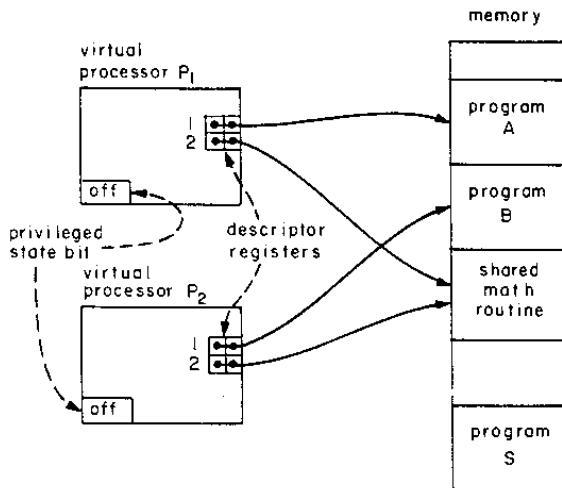 memory
virtual
processor P1
program
A
1
2
off
program
B
privileged
state bit
descriptor
registers
virtual
processor P2
shared
math
routine
1
2
off
program
S